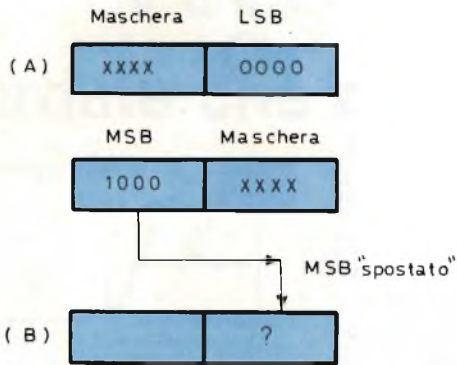 Maschera LSB
(A) XXXX 0000
MSB Maschera
1000 XXXX
MSB "spostato"
(B) ?